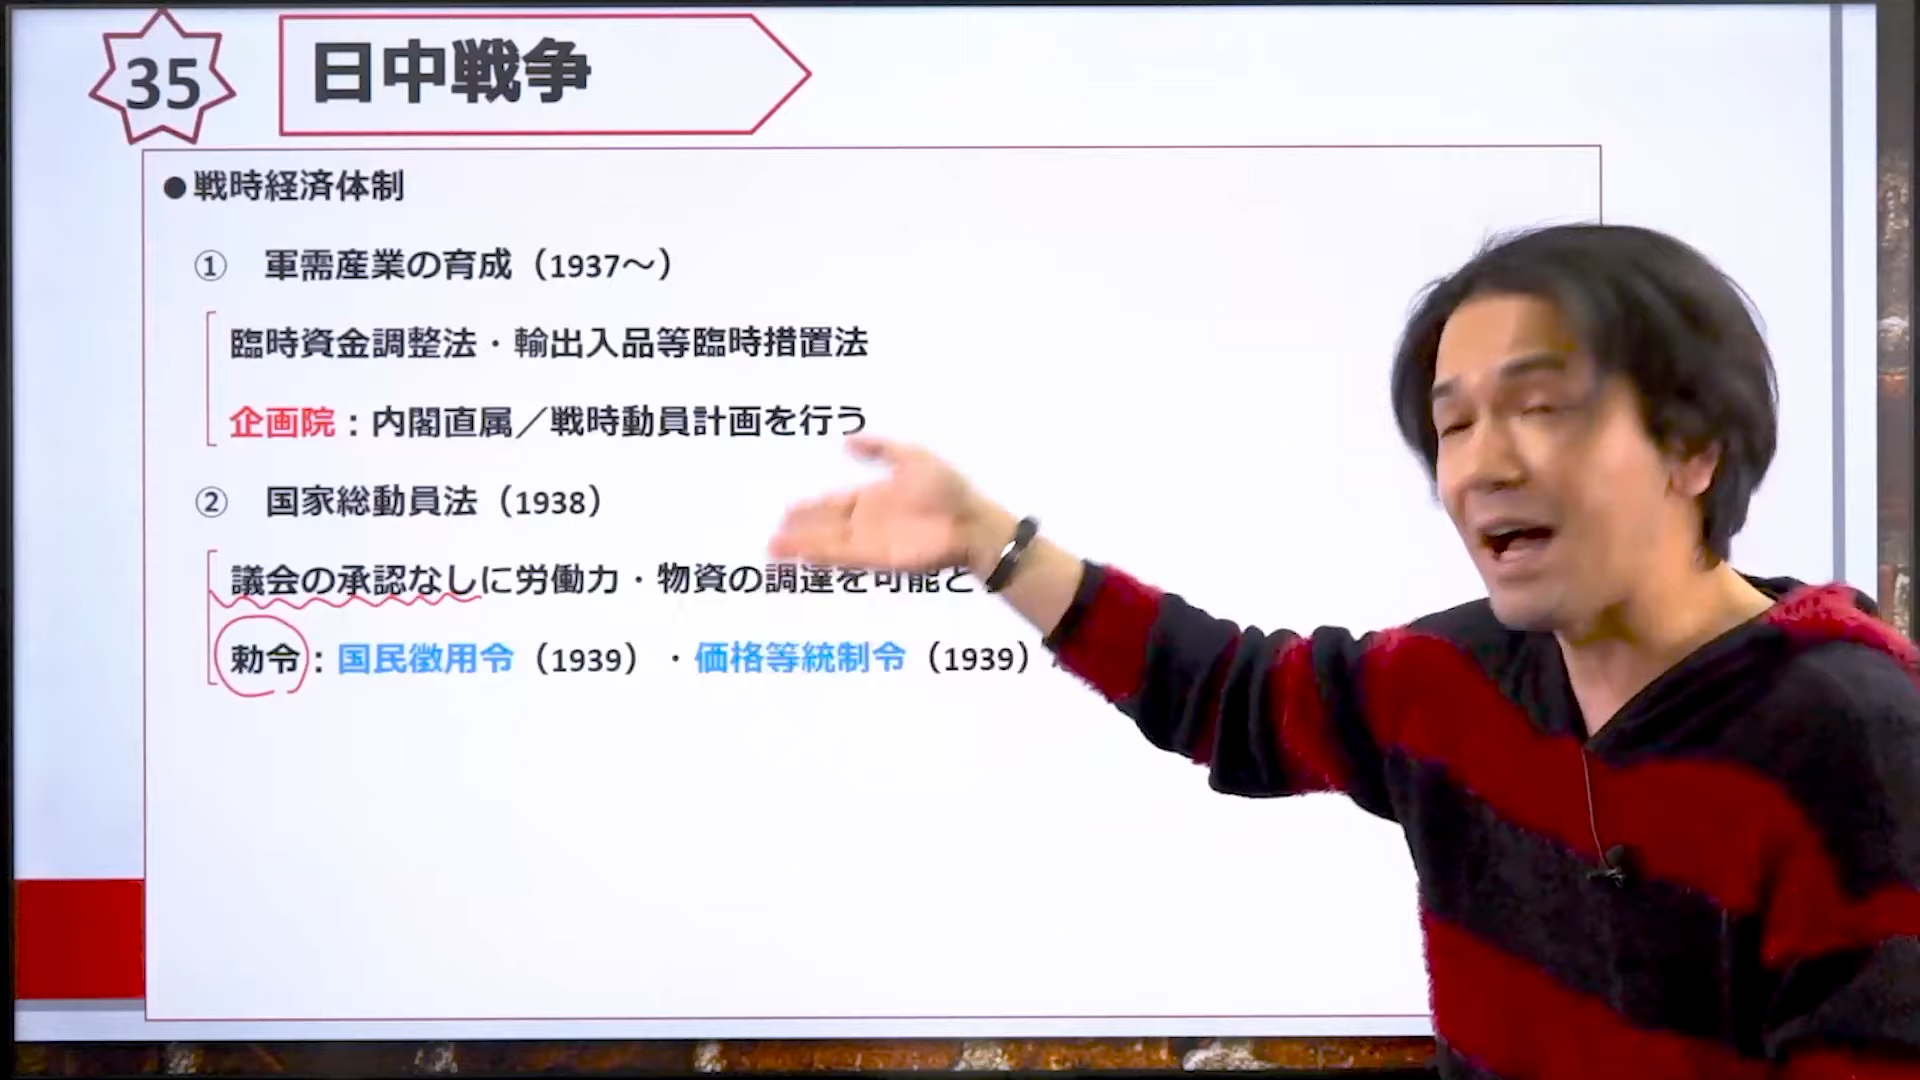 35
日中戦争
●戦時経済体制
① 軍需産業の育成（1937～）
臨時資金調整法・輸出入品等臨時措置法
企画院：内閣直属／戦時動員計画を行う
② 国家総動員法（1938）
議会の承認なしに労働力・物資の調達を可能と
勅令：国民徴用令（1939）・価格等統制令（1939）